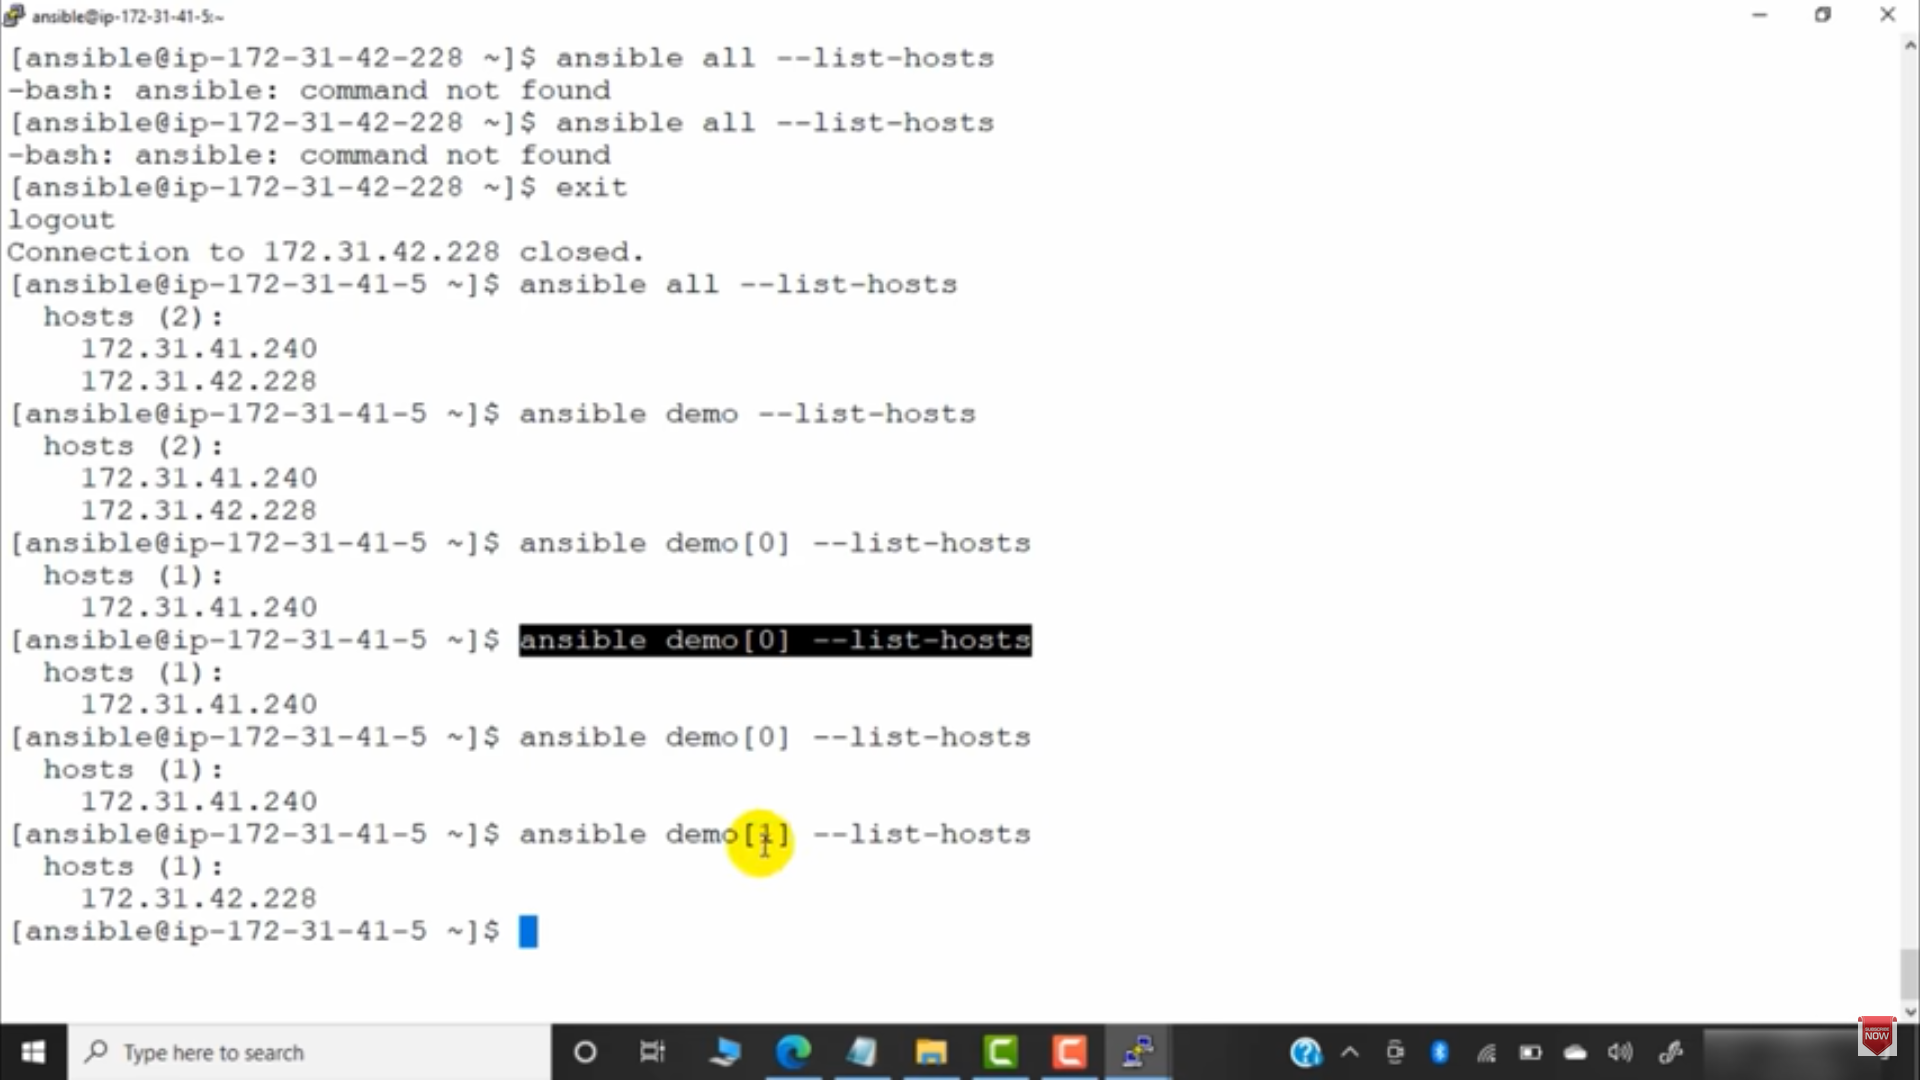 ansible@ip-172-31-41-5:~
[ansible@ip-172-31-42-228 ~]$ ansible all --list-hosts
-bash: ansible: command not found
[ansible@ip-172-31-42-228 ~]$ ansible all --list-hosts
-bash: ansible: command not found
[ansible@ip-172-31-42-228 ~]$ exit
logout
Connection to 172.31.42.228 closed.
[ansible@ip-172-31-41-5 ~]$ ansible all --list-hosts
hosts (2):
172.31.41.240
172.31.42.228
[ansible@ip-172-31-41-5 ~]$ ansible demo --list-hosts
hosts (2):
172.31.41.240
172.31.42.228
[ansible@ip-172-31-41-5 ~]$ ansible demo[0] --list-hosts
hosts (1):
172.31.41.240
[ansible@ip-172-31-41-5 ~]$ ansible demo[0] --list-hosts
hosts (1):
172.31.41.240
[ansible@ip-172-31-41-5 ~]$ ansible demo[0] --list-hosts
hosts (1):
172.31.41.240
[ansible@ip-172-31-41-5 ~]$ ansible demo[1] --list-hosts
hosts (1):
172.31.42.228
[ansible@ip-172-31-41-5 ~]$
Type here to search
SUBSCRIBE
NOW